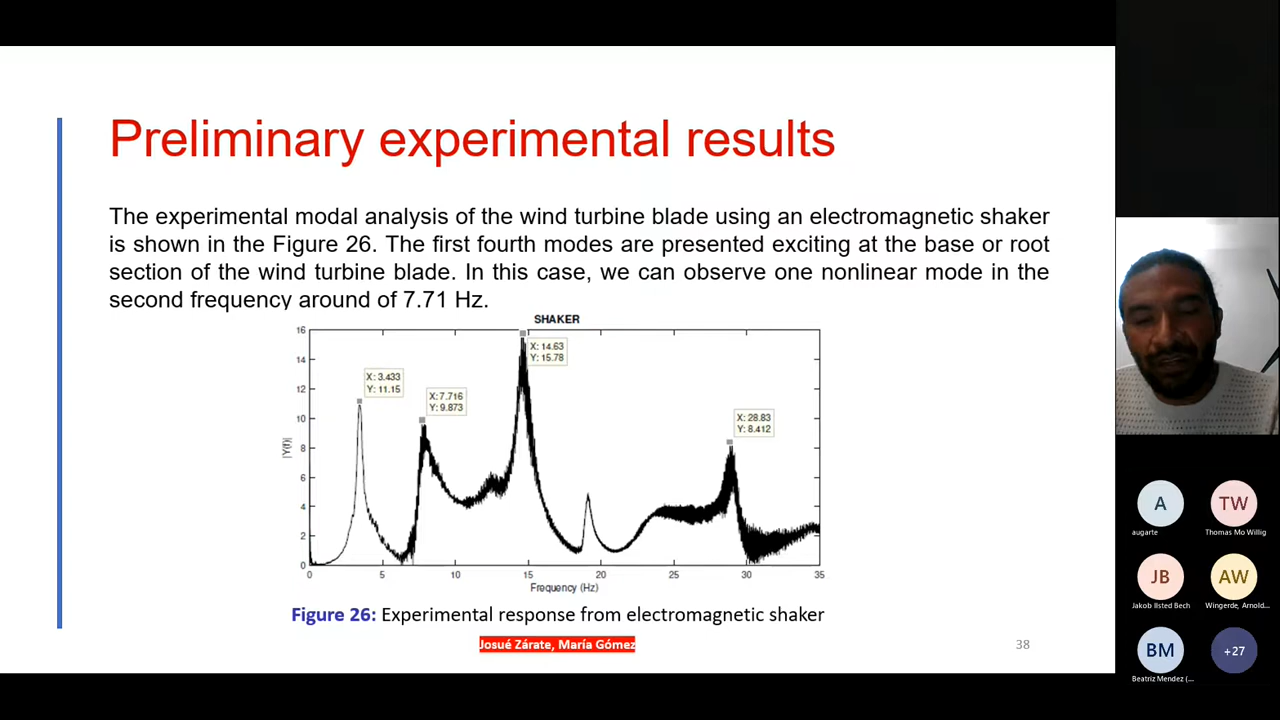 Preliminary experimental results
The experimental modal analysis of the wind turbine blade using an electromagnetic shaker
is shown in the Figure 26. The first fourth modes are presented exciting at the base or root
section of the wind turbine blade. In this case, we can observe one nonlinear mode in the
second frequency around of 7.71 Hz.
SHAKER
16
14
12
10
8
6
4
2
0
|Y(f)|
X: 3.433
Y: 11.15
X: 7.716
Y: 9.873
X: 14.63
Y: 15.78
X: 28.83
Y: 8.412
0 5 10 15 20 25 30 35
Frequency (Hz)
Figure 26: Experimental response from electromagnetic shaker
Josué Zárate, María Gómez
38
A TW
augarte Thomas Mo Willig
JB AW
Jakob Ilsted Bech Wingerde, Arnold...
BM +27
Beatriz Mendez (...